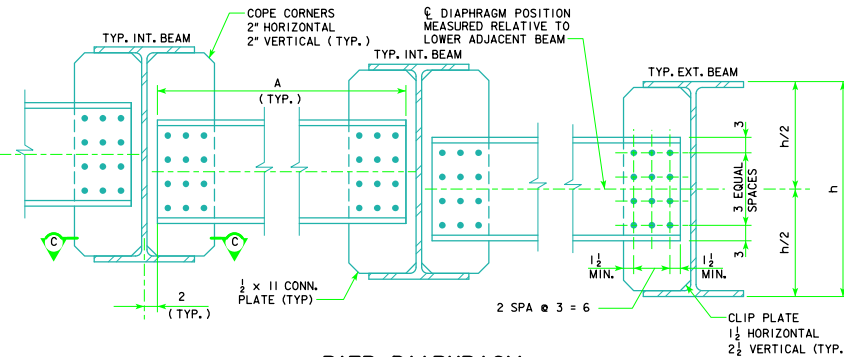 COPE CORNERS
2" HORIZONTAL
2" VERTICAL (TYP.)
TYP. INT. BEAM
℄ DIAPHRAGM POSITION
MEASURED RELATIVE TO
LOWER ADJACENT BEAM
TYP. INT. BEAM
TYP. EXT. BEAM
A
(TYP.)
3
h/2
3 EQUAL
SPACES
h
h/2
3
C
C
1½
MIN.
1½
MIN.
½ x 11 CONN.
PLATE (TYP)
2
(TYP.)
2 SPA @ 3 = 6
CLIP PLATE
1½ HORIZONTAL
2½ VERTICAL (TYP.